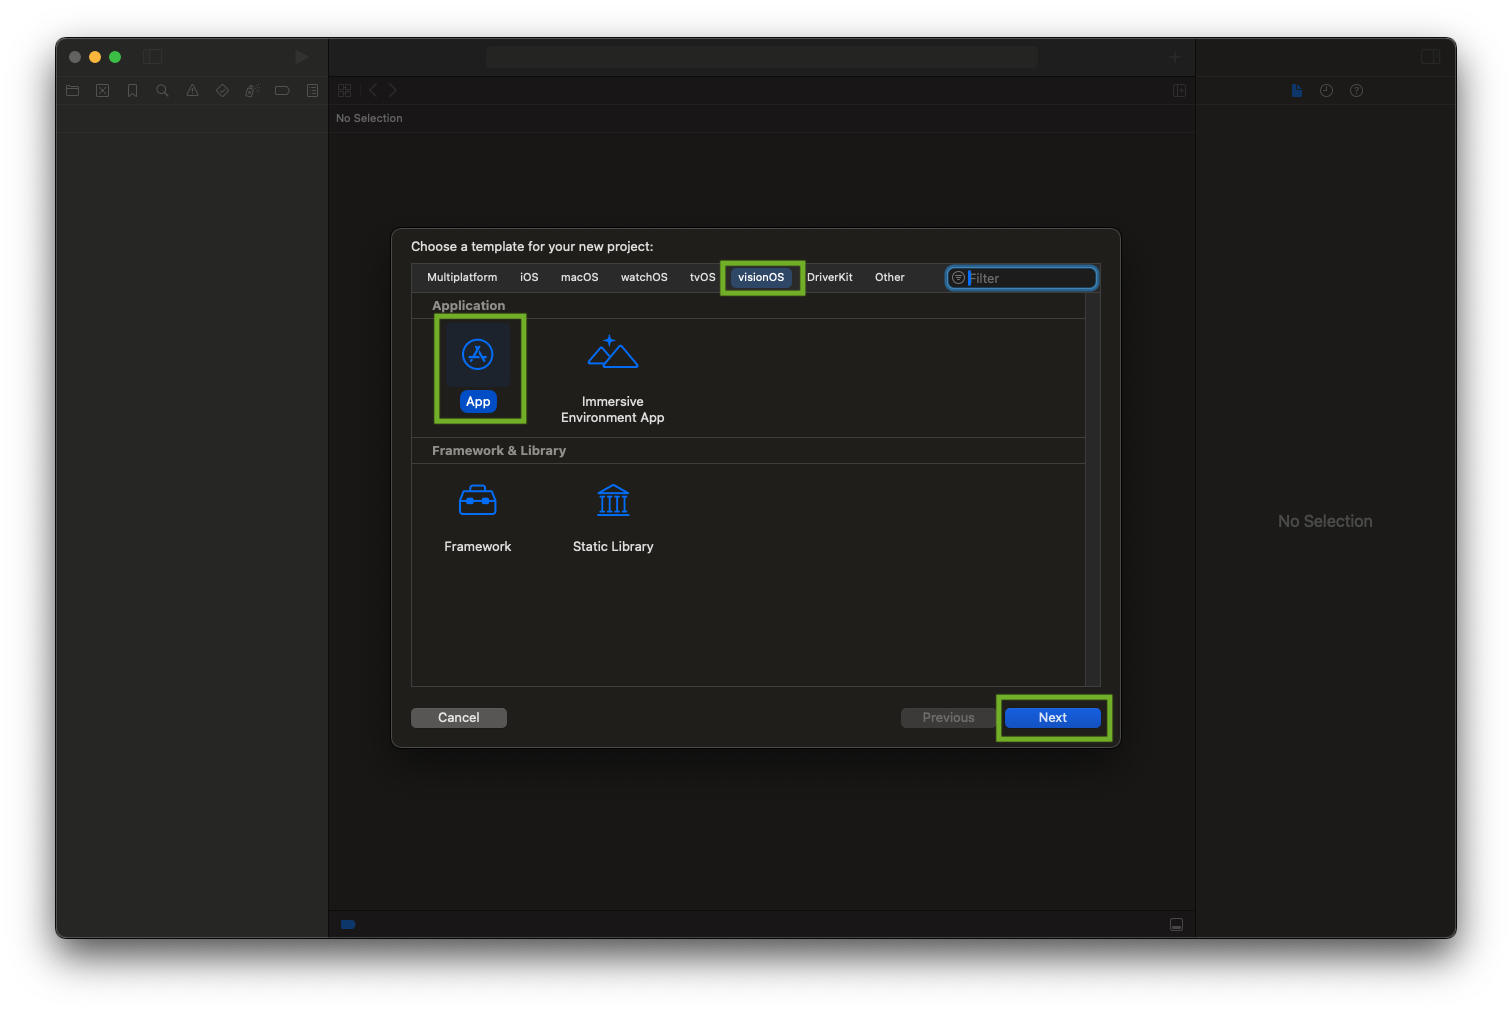 No Selection
Choose a template for your new project:
Multiplatform iOS macOS watchOS tvOS visionOS DriverKit Other Filter
Application
App
Immersive
Environment App
Framework & Library
Framework Static Library
No Selection
Cancel Previous Next